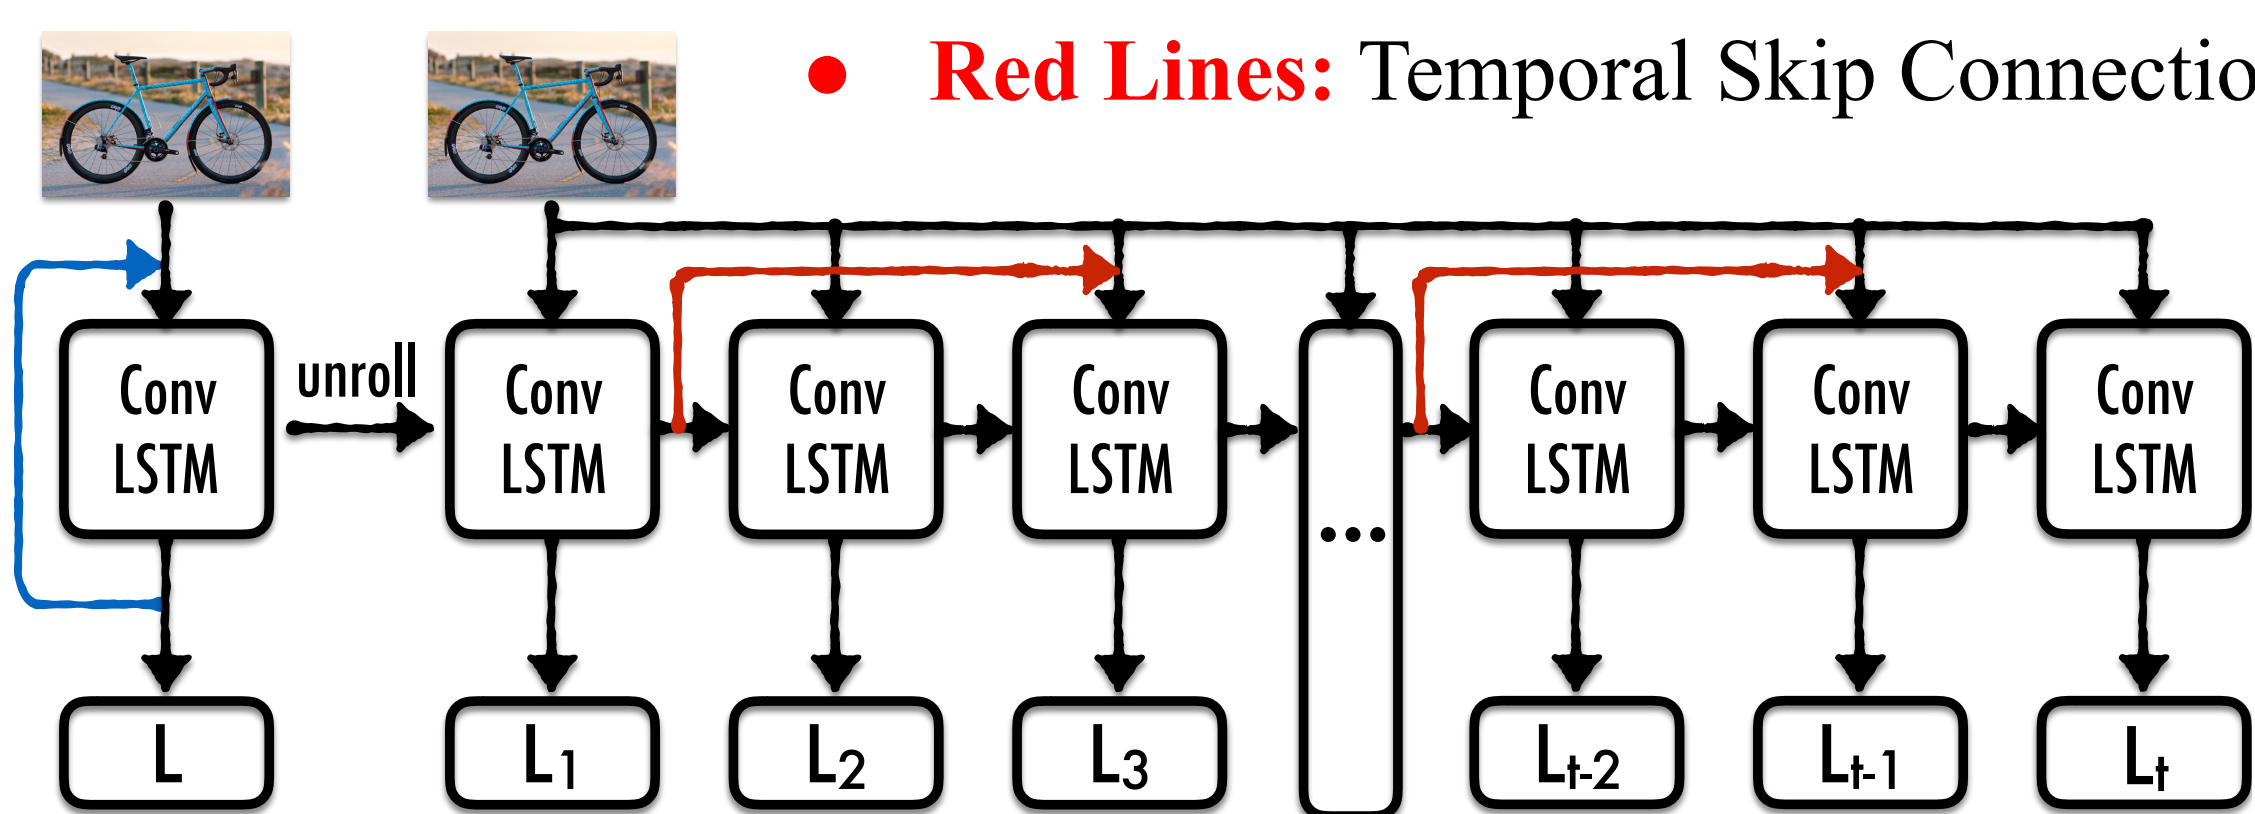 • Red Lines: Temporal Skip Connectio
unroll
Conv LSTM
Conv LSTM
Conv LSTM
Conv LSTM
...
Conv LSTM
Conv LSTM
Conv LSTM
L
L1
L2
L3
Lt-2
Lt-1
Lt